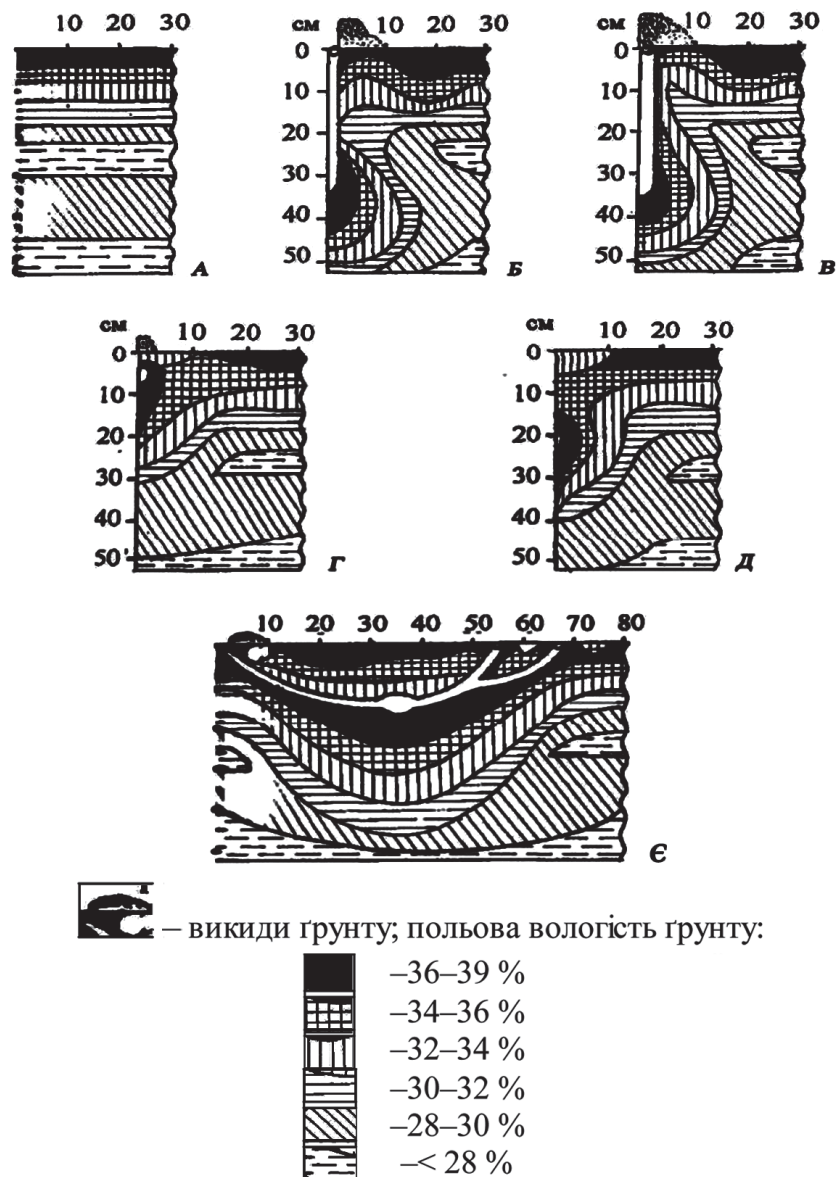 10 20 30
А
см 10 20 30
0
10
20
30
40
50
Б
см 10 20 30
0
10
20
30
40
50
В
см 10 20 30
0
10
20
30
40
50
Г
см 10 20 30
0
10
20
30
40
50
Д
10 20 30 40 50 60 70 80
Є
– викиди ґрунту; польова вологість ґрунту:
–36–39 %
–34–36 %
–32–34 %
–30–32 %
–28–30 %
–< 28 %